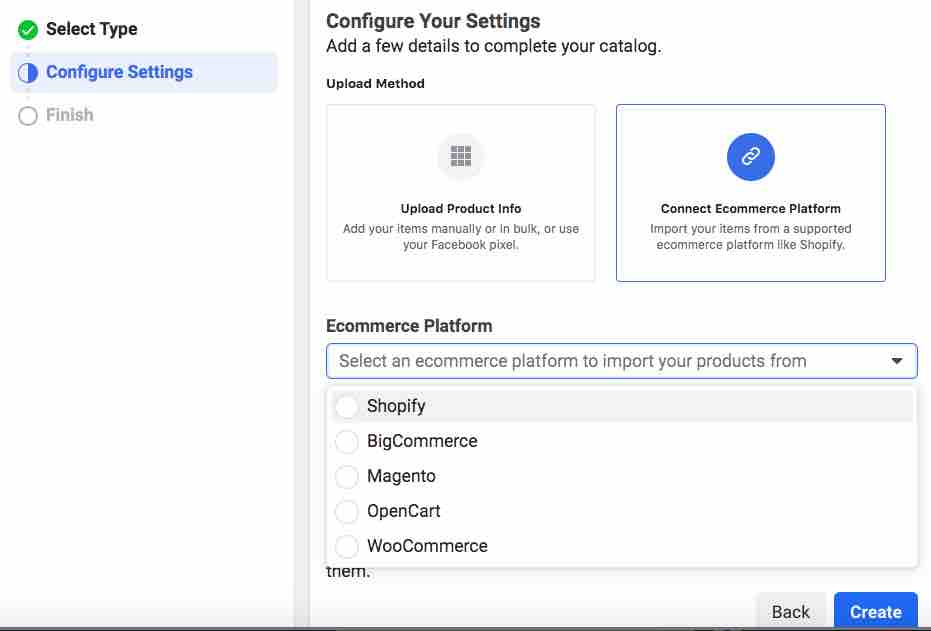 Select Type
Configure Settings
Finish
Configure Your Settings
Add a few details to complete your catalog.
Upload Method
Upload Product Info
Add your items manually or in bulk, or use
your Facebook pixel.
Connect Ecommerce Platform
Import your items from a supported
ecommerce platform like Shopify.
Ecommerce Platform
Select an ecommerce platform to import your products from
Shopify
BigCommerce
Magento
OpenCart
WooCommerce
them.
Back
Create